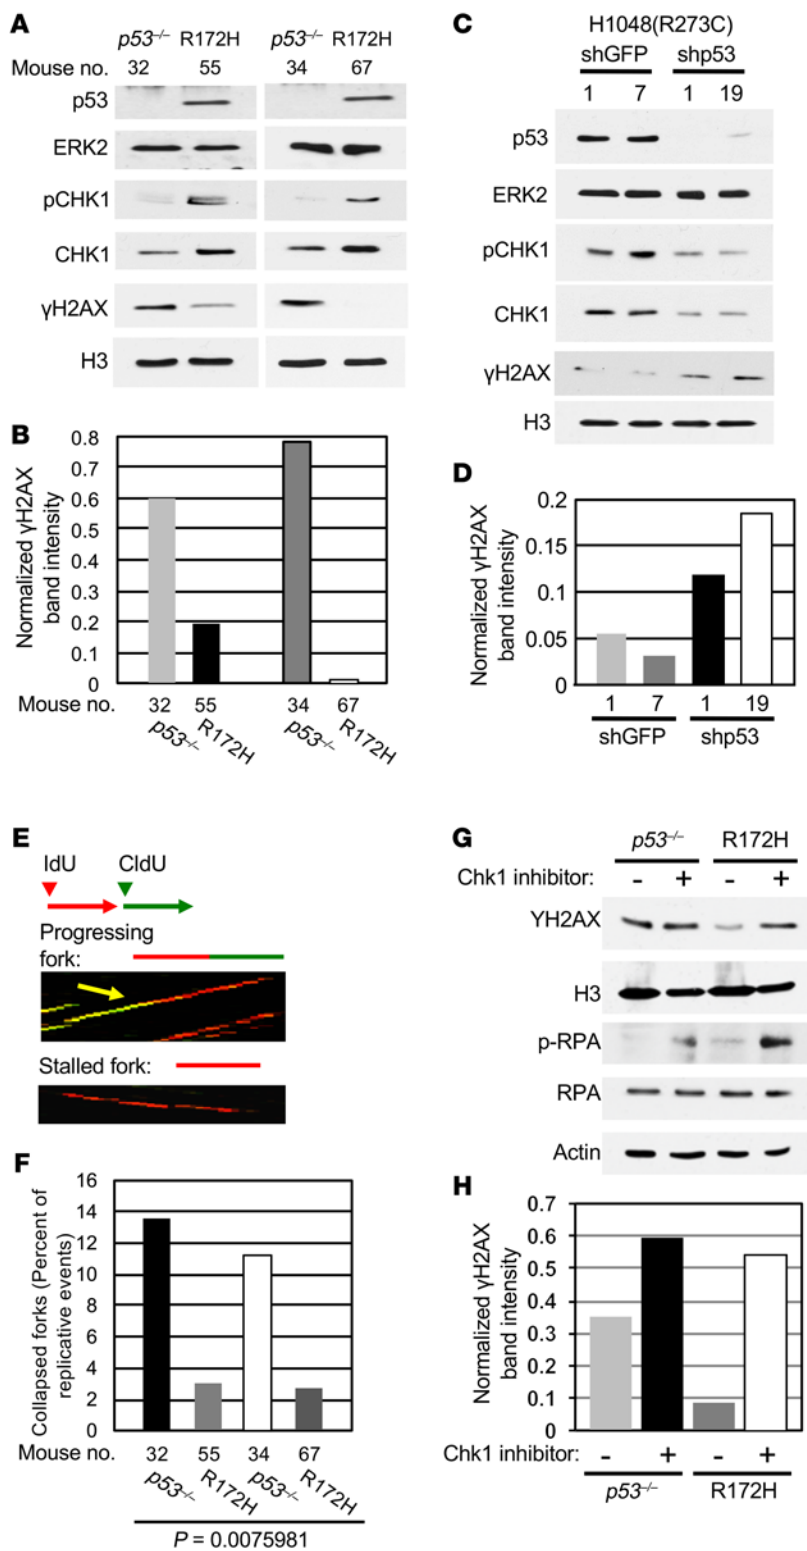 A
p53–/– R172H p53–/– R172H
Mouse no. 32 55 34 67
p53
ERK2
pCHK1
CHK1
γH2AX
H3
B
Normalized γH2AX
band intensity
0.8
0.7
0.6
0.5
0.4
0.3
0.2
0.1
0
Mouse no. 32 55 34 67
p53–/– R172H p53–/– R172H
C
H1048(R273C)
shGFP shp53
1 7 1 19
p53
ERK2
pCHK1
CHK1
γH2AX
H3
D
Normalized γH2AX
band intensity
0.2
0.15
0.1
0.05
0
1 7 1 19
shGFP shp53
E
IdU CldU
Progressing
fork:
Stalled fork:
F
Collapsed forks (Percent of
replicative events)
16
14
12
10
8
6
4
2
0
Mouse no. 32 55 34 67
p53–/– R172H p53–/– R172H
P = 0.0075981
G
p53–/– R172H
Chk1 inhibitor: - + - +
YH2AX
H3
p-RPA
RPA
Actin
H
Normalized γH2AX
band intensity
0.7
0.6
0.5
0.4
0.3
0.2
0.1
0
Chk1 inhibitor: - + - +
p53–/– R172H